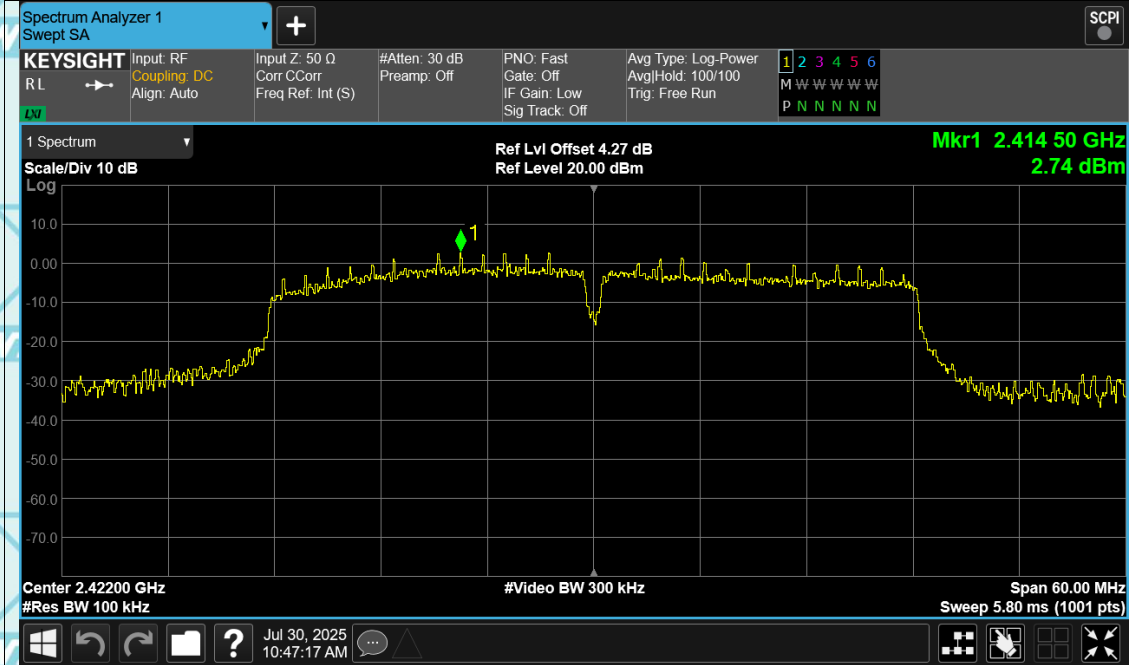 Spectrum Analyzer 1
Swept SA
+
SCPI
KEYSIGHT
R L
LXI
Input: RF
Coupling: DC
Align: Auto
Input Z: 50 Ω
Corr CCorr
Freq Ref: Int (S)
#Atten: 30 dB
Preamp: Off
PNO: Fast
Gate: Off
IF Gain: Low
Sig Track: Off
Avg Type: Log-Power
Avg|Hold: 100/100
Trig: Free Run
1 2 3 4 5 6
M W W W W W
P N N N N N
1 Spectrum
Scale/Div 10 dB
Log
Ref Lvl Offset 4.27 dB
Ref Level 20.00 dBm
Mkr1 2.414 50 GHz
2.74 dBm
1
10.0
0.00
-10.0
-20.0
-30.0
-40.0
-50.0
-60.0
-70.0
Center 2.42200 GHz
#Res BW 100 kHz
#Video BW 300 kHz
Span 60.00 MHz
Sweep 5.80 ms (1001 pts)
?
Jul 30, 2025
10:47:17 AM